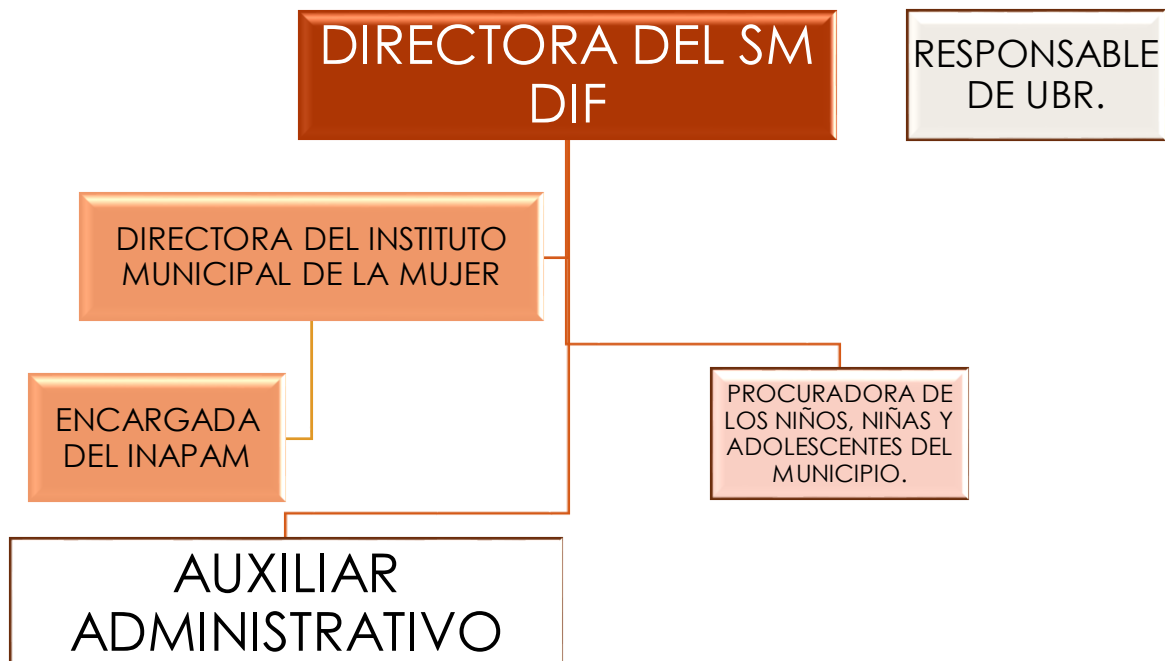 DIRECTORA DEL SM
DIF
RESPONSABLE
DE UBR.
DIRECTORA DEL INSTITUTO
MUNICIPAL DE LA MUJER
ENCARGADA
DEL INAPAM
PROCURADORA DE
LOS NIÑOS, NIÑAS Y
ADOLESCENTES DEL
MUNICIPIO.
AUXILIAR
ADMINISTRATIVO